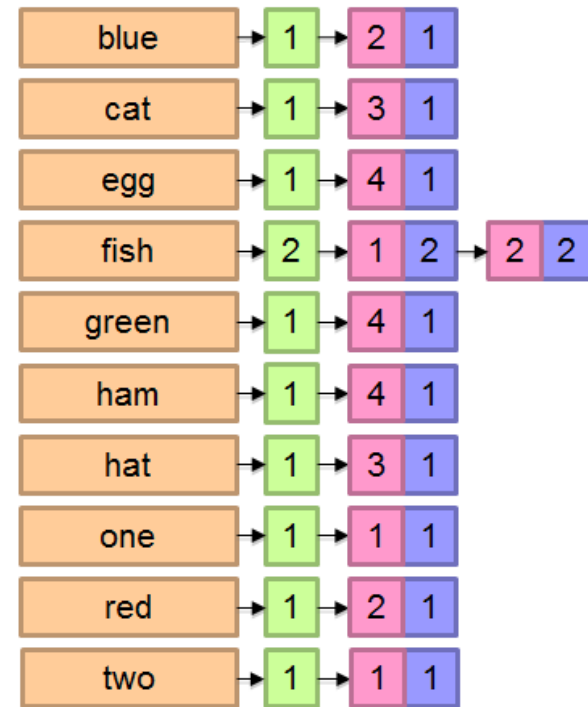 blue 1 2 1
cat 1 3 1
egg 1 4 1
fish 2 1 2 2 2
green 1 4 1
ham 1 4 1
hat 1 3 1
one 1 1 1
red 1 2 1
two 1 1 1